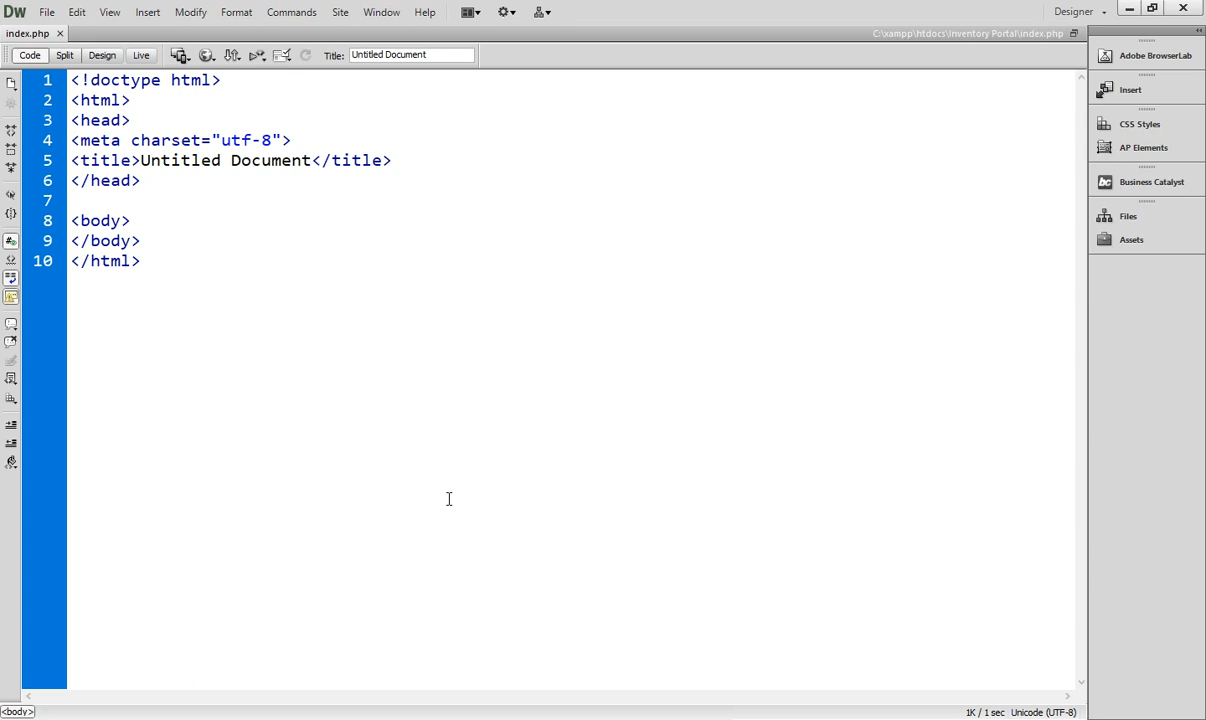 DW File Edit View Insert Modify Format Commands Site Window Help Designer
index.php × C:\xampp\htdocs\Inventory Portal\index.php
Code Split Design Live Title: Untitled Document
1 <!doctype html>
2 <html>
3 <head>
4 <meta charset="utf-8">
5 <title>Untitled Document</title>
6 </head>
7
8 <body>
9 </body>
10 </html>
Adobe BrowserLab
Insert
CSS Styles
AP Elements
bc Business Catalyst
Files
Assets
<body> 1K / 1 sec Unicode (UTF-8)